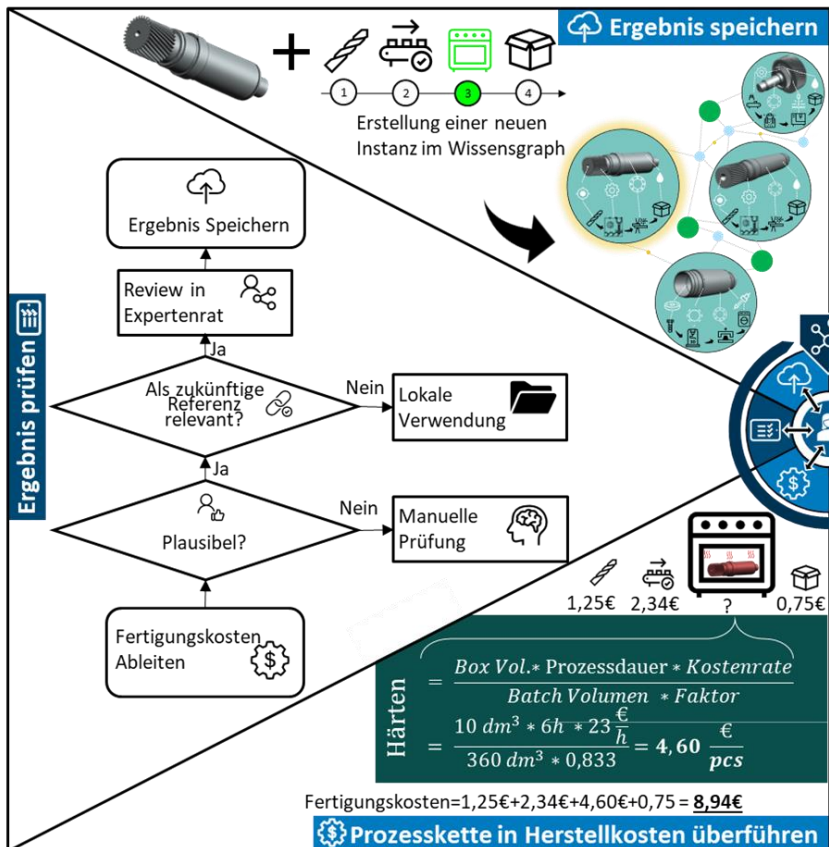 Ergebnis speichern
+
1 2 3 4
Erstellung einer neuen
Instanz im Wissensgraph
Ergebnis prüfen
Ergebnis Speichern
Review in
Expertenrat
Ja
Als zukünftige
Referenz
relevant?
Nein
Lokale
Verwendung
Ja
Plausibel?
Nein
Manuelle
Prüfung
Fertigungskosten
Ableiten
$
$
1,25€ 2,34€ ? 0,75€
Härten
= Box Vol.* Prozessdauer * Kostenrate
Batch Volumen * Faktor
= 10 dm³ * 6h * 23 €/h
360 dm³ * 0,833
= 4,60 €/pcs
Fertigungskosten=1,25€+2,34€+4,60€+0,75 = 8,94€
$ Prozesskette in Herstellkosten überführen